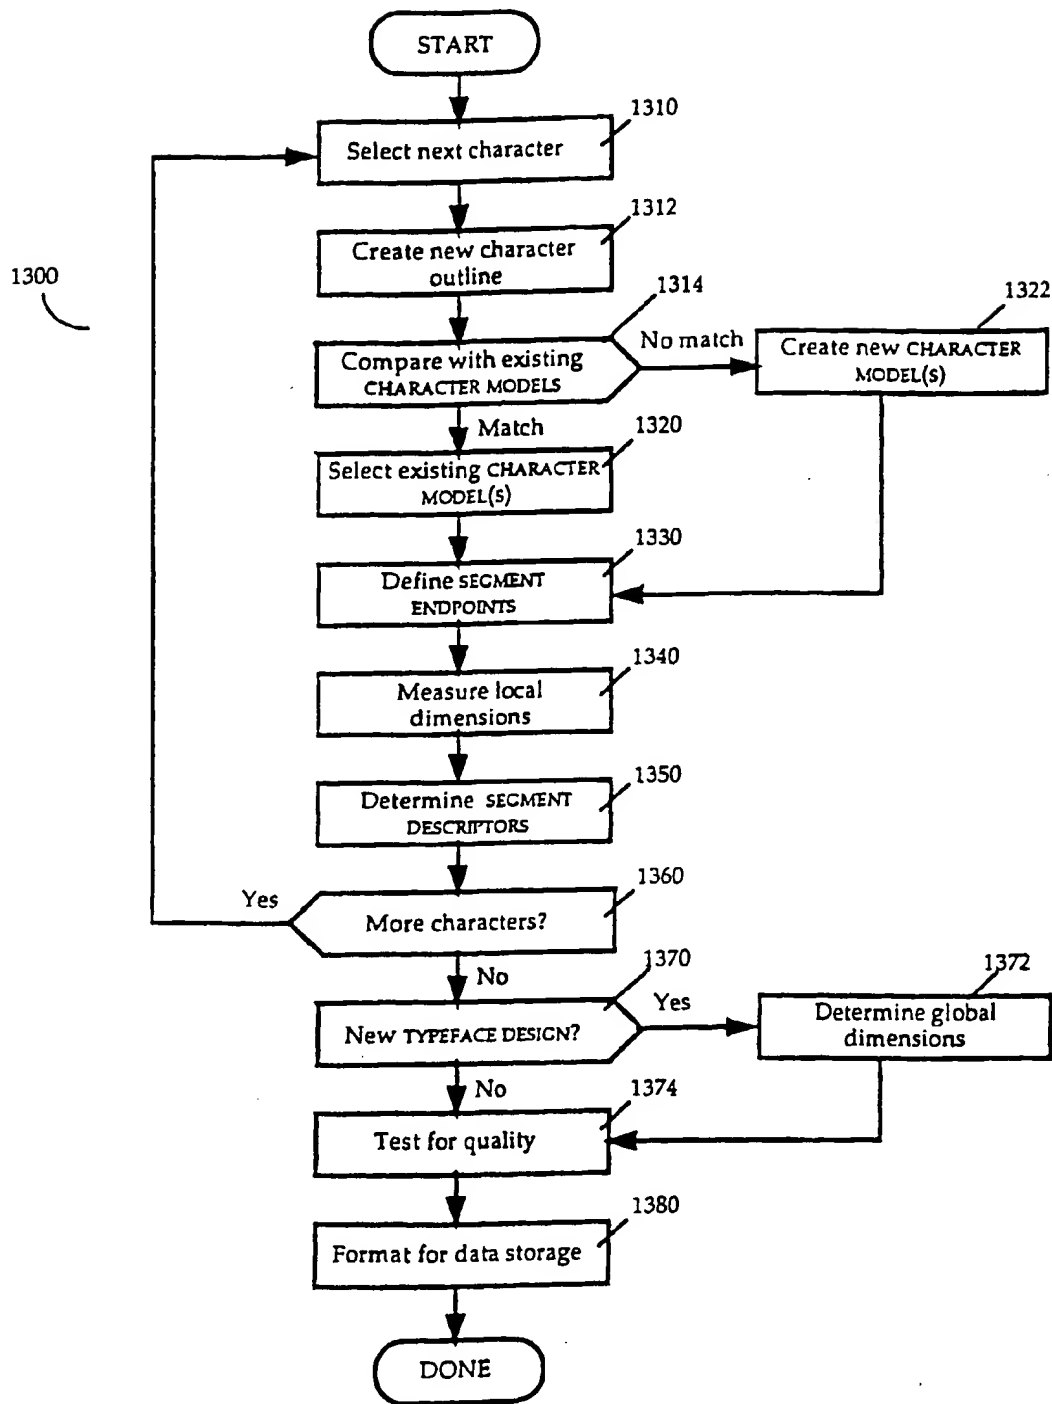 START
1310
Select next character
1312
Create new character
outline
1300
1314
Compare with existing
CHARACTER MODELS
No match
1322
Create new CHARACTER
MODEL(S)
Match
1320
Select existing CHARACTER
MODEL(S)
1330
Define SEGMENT
ENDPOINTS
1340
Measure local
dimensions
1350
Determine SEGMENT
DESCRIPTORS
Yes
1360
More characters?
No
1370
New TYPEFACE DESIGN?
Yes
1372
Determine global
dimensions
No
1374
Test for quality
1380
Format for data storage
DONE